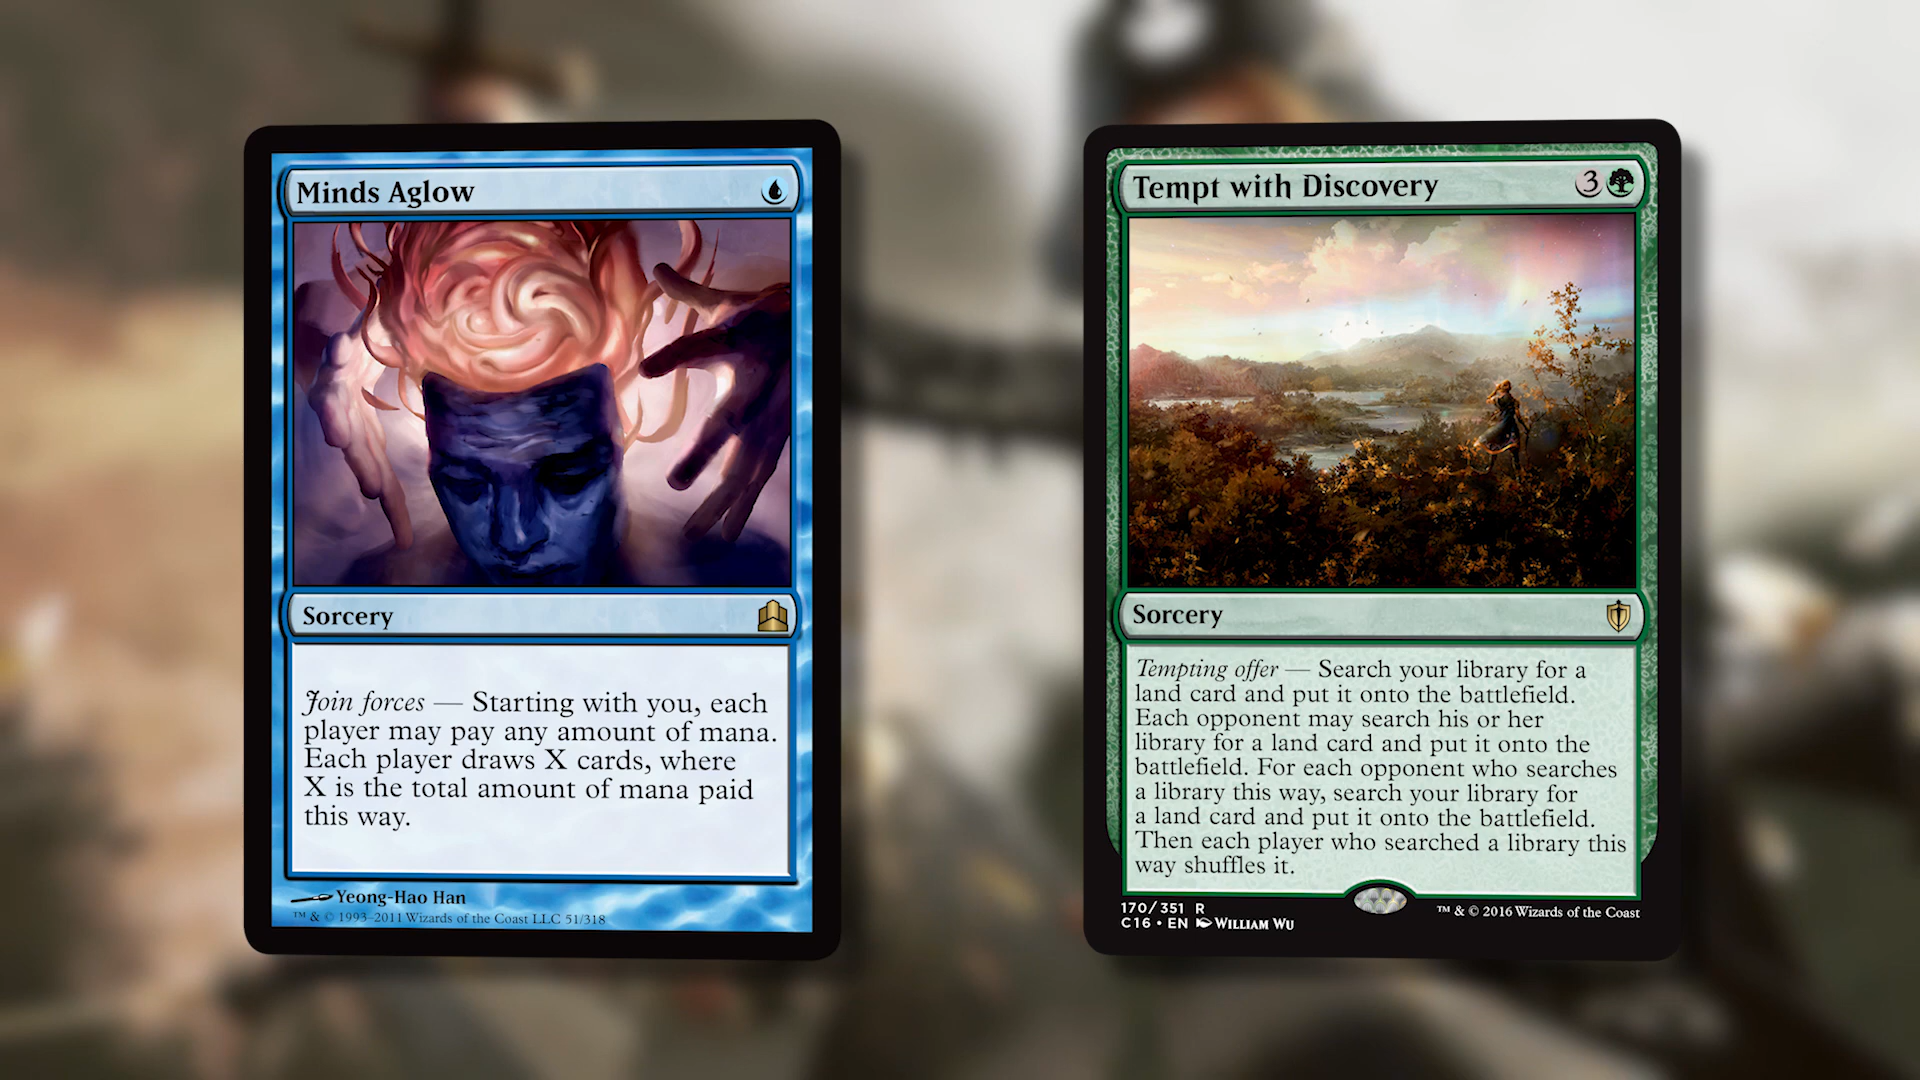 Minds Aglow
Sorcery
Join forces — Starting with you, each
player may pay any amount of mana.
Each player draws X cards, where
X is the total amount of mana paid
this way.
Yeong-Hao Han
™ & © 1993–2011 Wizards of the Coast LLC 51/318
Tempt with Discovery 3
Sorcery
Tempting offer — Search your library for a
land card and put it onto the battlefield.
Each opponent may search his or her
library for a land card and put it onto the
battlefield. For each opponent who searches
a library this way, search your library for
a land card and put it onto the battlefield.
Then each player who searched a library this
way shuffles it.
170/351 R
C16 • EN William Wu
™ & © 2016 Wizards of the Coast